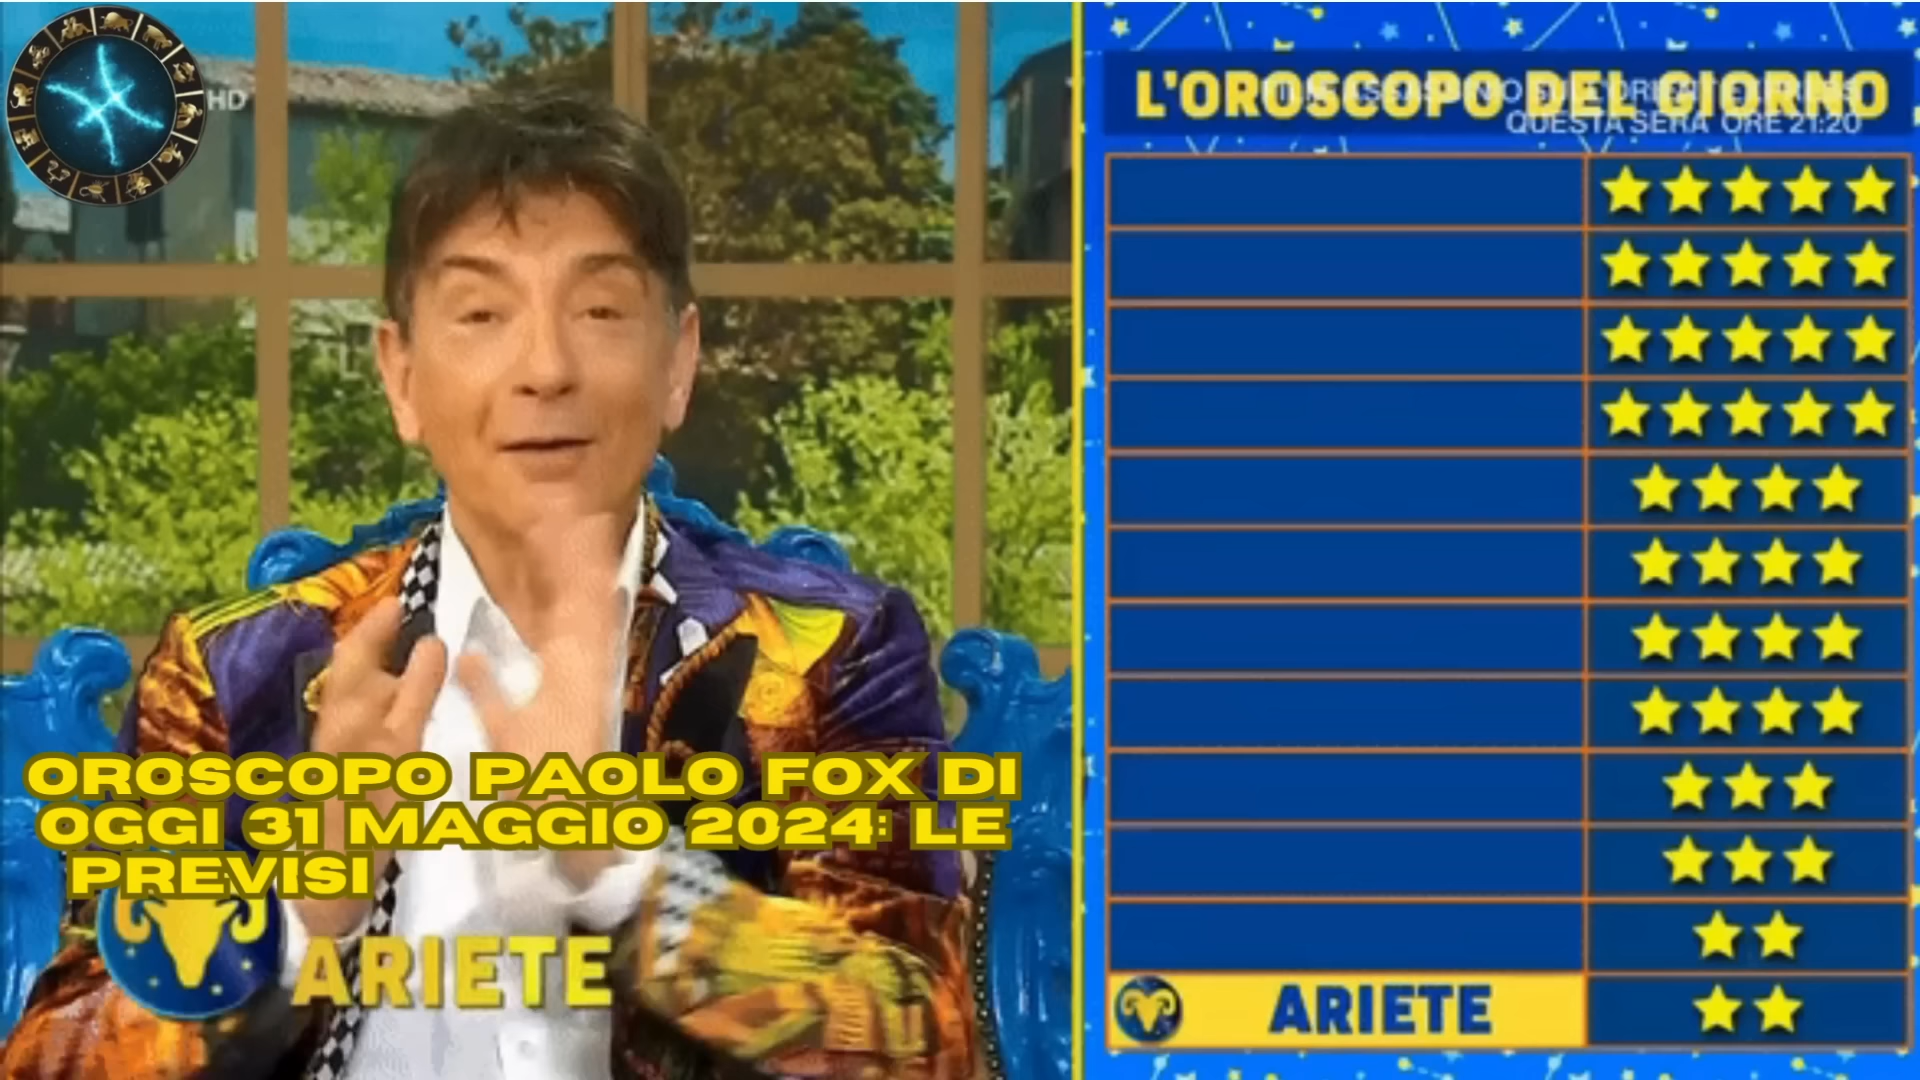 HD
L'OROSCOPO DEL GIORNO
QUESTA SERA ORE 21:20
OROSCOPO PAOLO FOX DI
OGGI 31 MAGGIO 2024: LE
PREVISI
ARIETE
ARIETE